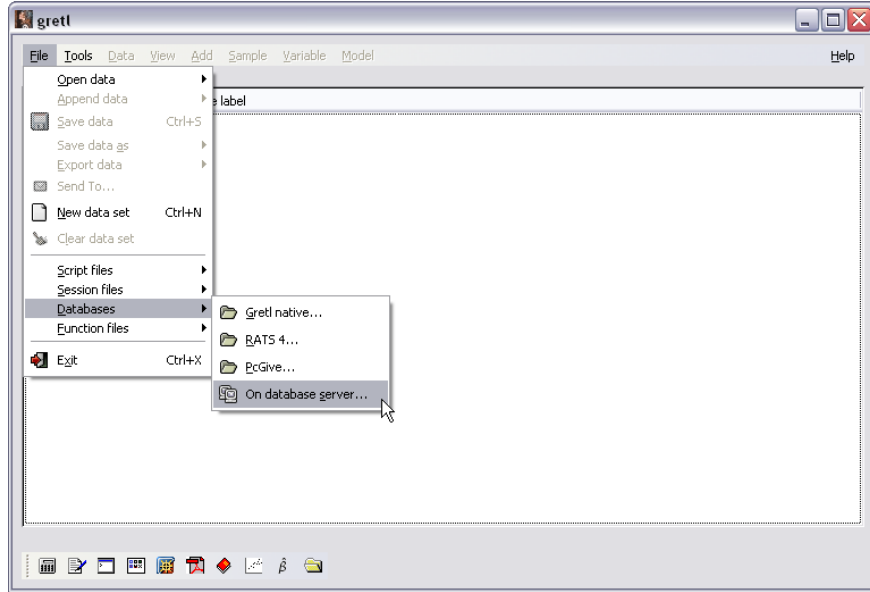 gretl
File Tools Data View Add Sample Variable Model Help
Open data
Append data
e label
Save data Ctrl+S
Save data as
Export data
Send To...
New data set Ctrl+N
Clear data set
Script files
Session files
Databases
Gretl native...
Function files
RATS 4...
Exit Ctrl+X
PcGive...
On database server...
β̂